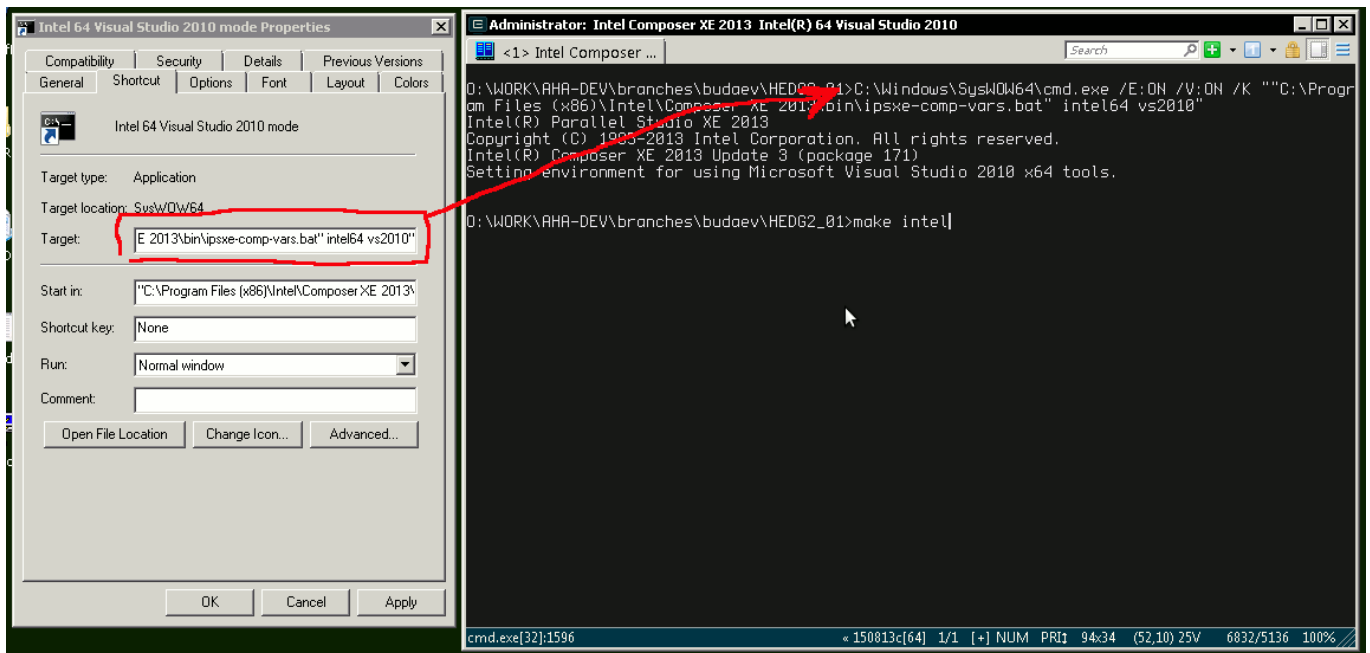 Intel 64 Visual Studio 2010 mode Properties
Compatibility Security Details Previous Versions
General Shortcut Options Font Layout Colors
Intel 64 Visual Studio 2010 mode
Target type: Application
Target location: SysWOW64
Target: E 2013\bin\ipsxe-comp-vars.bat" intel64 vs2010"
Start in: "C:\Program Files (x86)\Intel\Composer XE 2013\
Shortcut key: None
Run: Normal window
Comment:
Open File Location Change Icon... Advanced...
OK Cancel Apply
Administrator: Intel Composer XE 2013 Intel(R) 64 Visual Studio 2010
<1> Intel Composer ... Search
O:\WORK\AHA-DEV\branches\budaev\HEDG2_01>C:\Windows\SysWOW64\cmd.exe /E:ON /V:ON /K ""C:\Progr
am Files (x86)\Intel\Composer XE 2013\bin\ipsxe-comp-vars.bat" intel64 vs2010"
Intel(R) Parallel Studio XE 2013
Copyright (C) 1985-2013 Intel Corporation. All rights reserved.
Intel(R) Composer XE 2013 Update 3 (package 171)
Setting environment for using Microsoft Visual Studio 2010 x64 tools.
O:\WORK\AHA-DEV\branches\budaev\HEDG2_01>make intel
cmd.exe[32]:1596 « 150813c[64] 1/1 [+] NUM PRI↕ 94x34 (52,10) 25V 6832/5136 100%